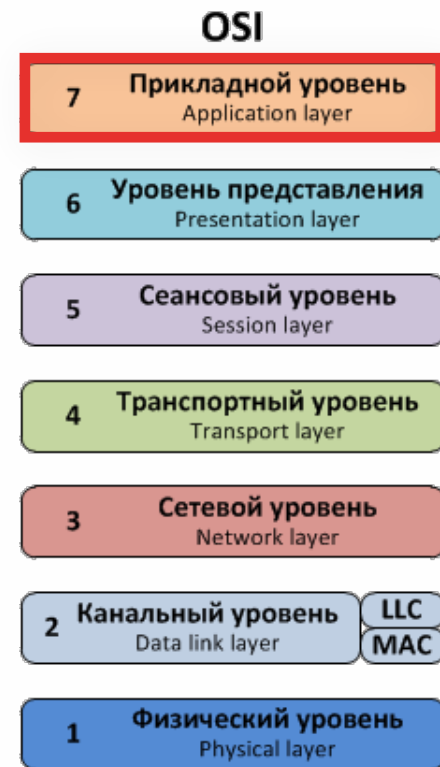 OSI
7 Прикладной уровень
Application layer
6 Уровень представления
Presentation layer
5 Сеансовый уровень
Session layer
4 Транспортный уровень
Transport layer
3 Сетевой уровень
Network layer
2 Канальный уровень LLC
Data link layer MAC
1 Физический уровень
Physical layer